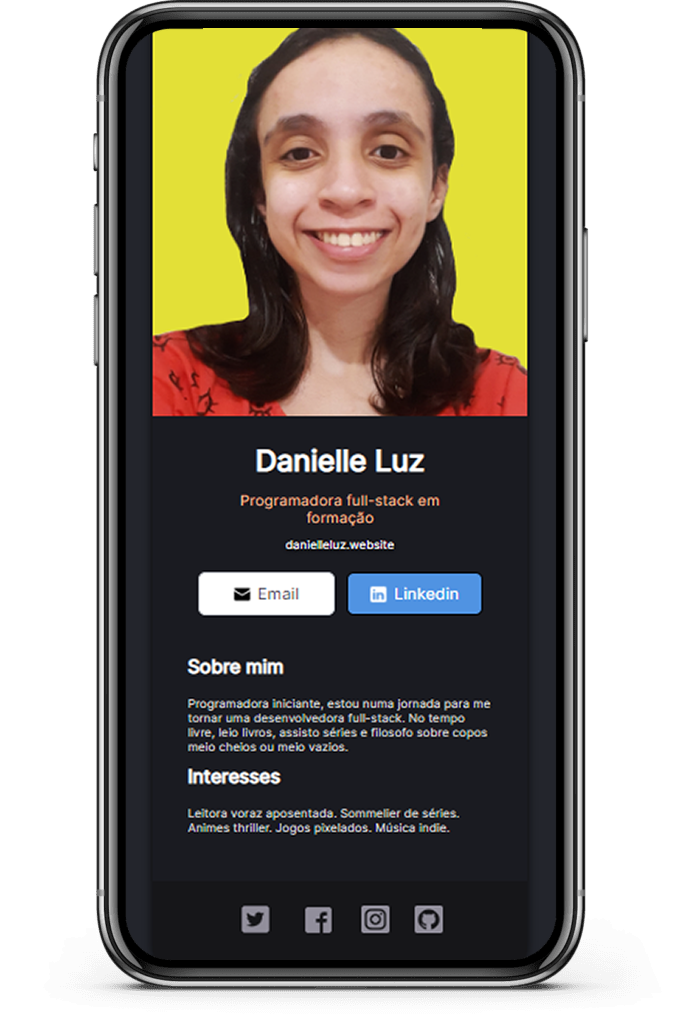 Danielle Luz
Programadora full-stack em
formação
danielleluz.website
Email
Linkedin
Sobre mim
Programadora iniciante, estou numa jornada para me
tornar uma desenvolvedora full-stack. No tempo
livre, leio livros, assisto séries e filosofo sobre copos
meio cheios ou meio vazios.
Interesses
Leitora voraz aposentada. Sommelier de séries.
Animes thriller. Jogos pixelados. Música indie.